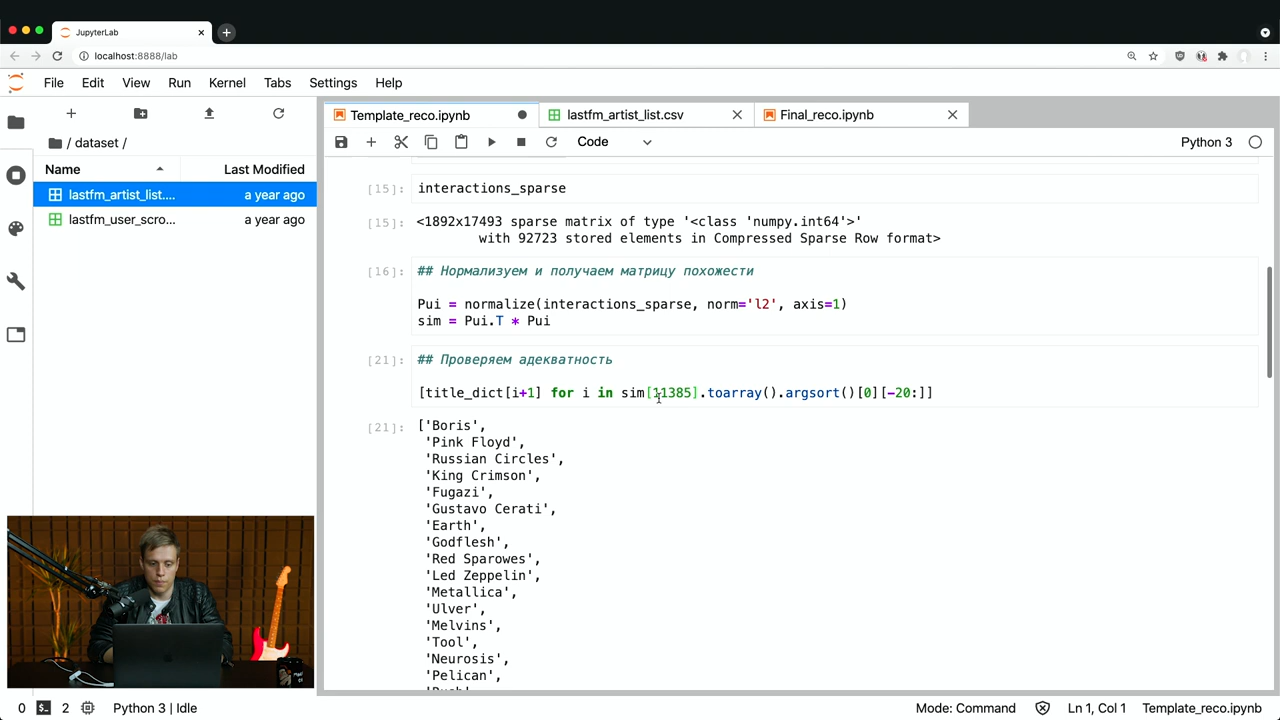 JupyterLab
localhost:8888/lab
File Edit View Run Kernel Tabs Settings Help
/ dataset /
Name Last Modified
lastfm_artist_list.... a year ago
lastfm_user_scro... a year ago
Template_reco.ipynb lastfm_artist_list.csv Final_reco.ipynb
Code Python 3
[15]: interactions_sparse
[15]: <1892x17493 sparse matrix of type '<class 'numpy.int64'>'
with 92723 stored elements in Compressed Sparse Row format>
[16]: ## Нормализуем и получаем матрицу похожести
Pui = normalize(interactions_sparse, norm='l2', axis=1)
sim = Pui.T * Pui
[21]: ## Проверяем адекватность
[title_dict[i+1] for i in sim[11385].toarray().argsort()[0][-20:]]
[21]: ['Boris',
'Pink Floyd',
'Russian Circles',
'King Crimson',
'Fugazi',
'Gustavo Cerati',
'Earth',
'Godflesh',
'Red Sparowes',
'Led Zeppelin',
'Metallica',
'Ulver',
'Melvins',
'Tool',
'Neurosis',
'Pelican',
0 2 Python 3 | Idle Mode: Command Ln 1, Col 1 Template_reco.ipynb